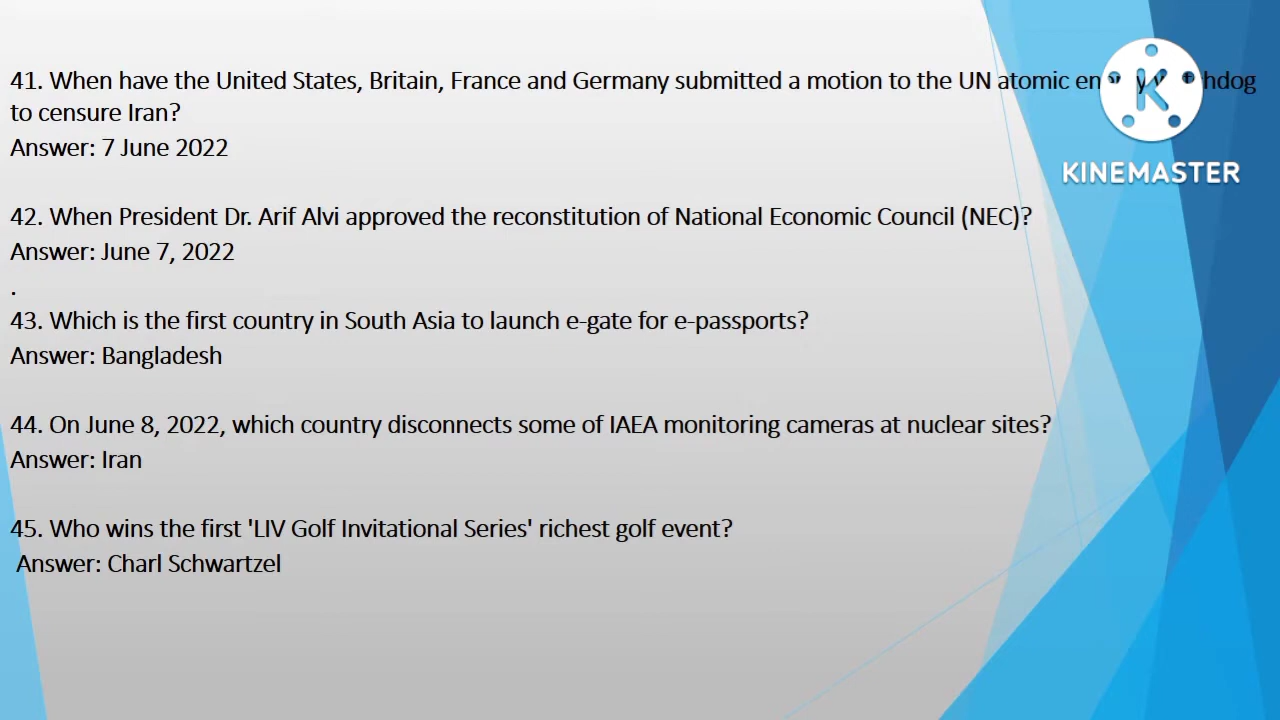 41. When have the United States, Britain, France and Germany submitted a motion to the UN atomic
to censure Iran?
Answer: 7 June 2022
42. When President Dr. Arif Alvi approved the reconstitution of National Economic Council (NEC)?
Answer: June 7, 2022
.
43. Which is the first country in South Asia to launch e-gate for e-passports?
Answer: Bangladesh
44. On June 8, 2022, which country disconnects some of IAEA monitoring cameras at nuclear sites?
Answer: Iran
45. Who wins the first 'LIV Golf Invitational Series' richest golf event?
Answer: Charl Schwartzel
K
KINEMASTER